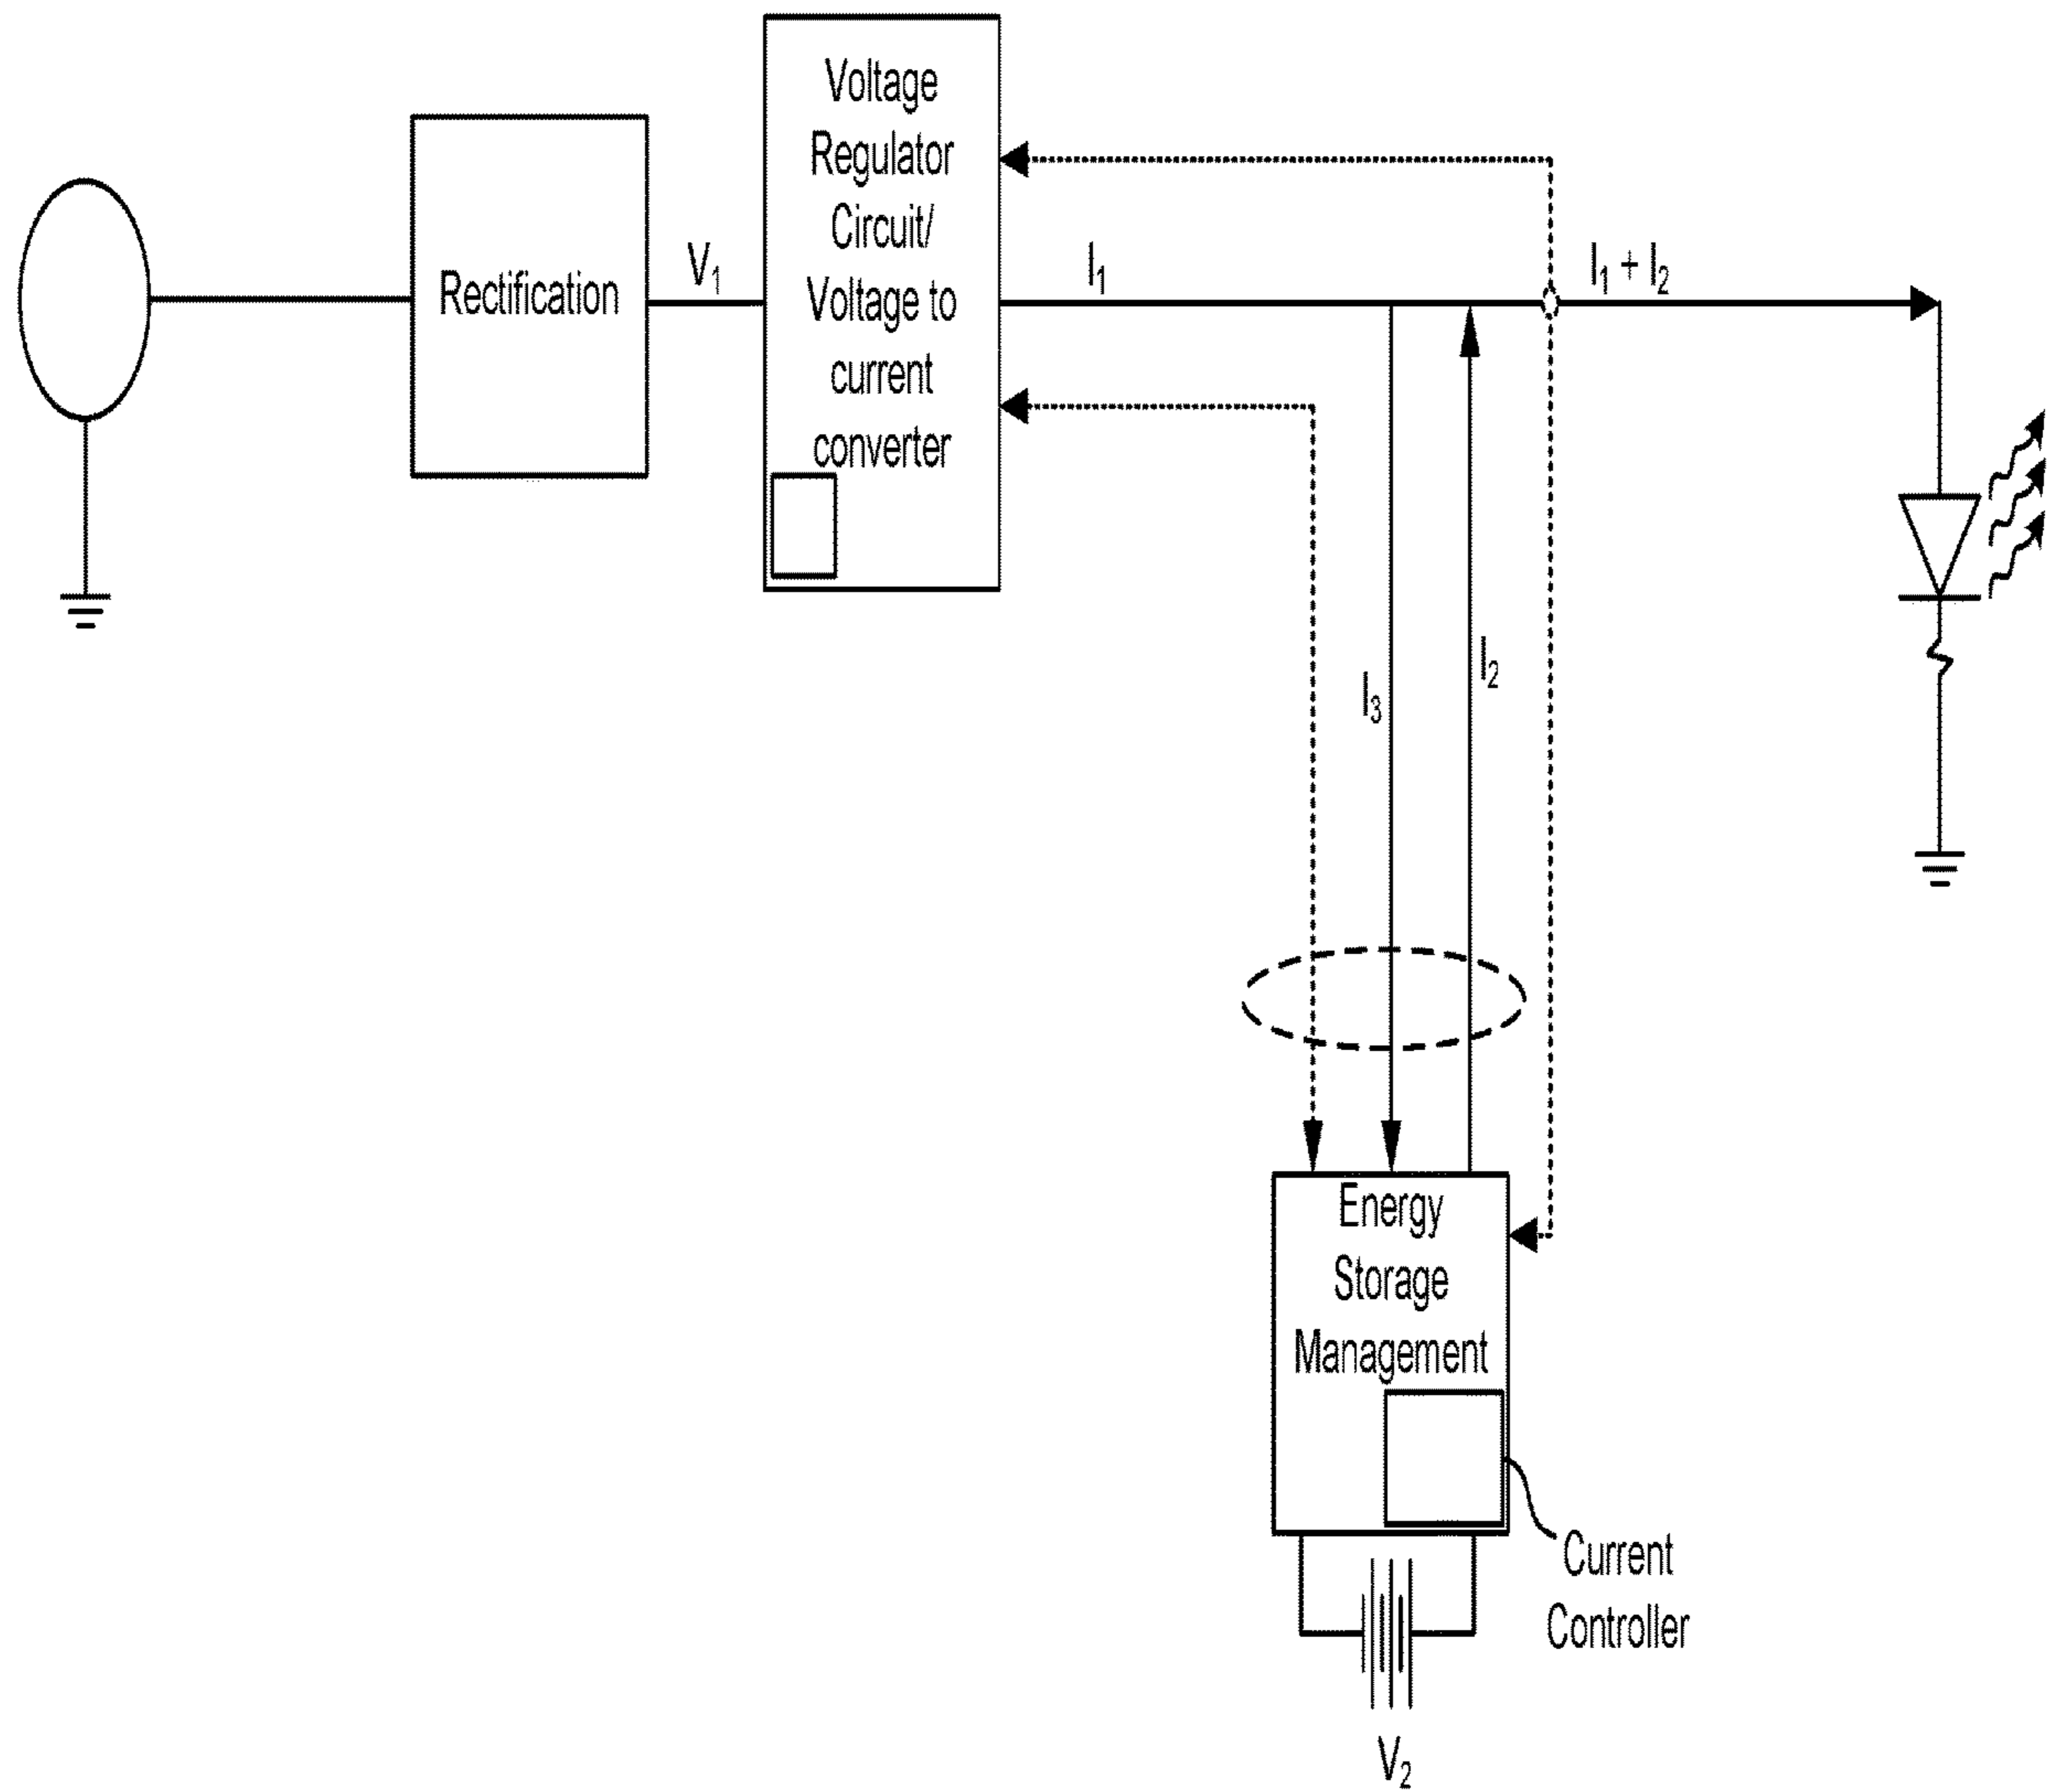 Voltage
Regulator
Circuit/
Voltage to
current
converter
Rectification
V₁
I₁
I₁ + I₂
I₃
I₂
Energy
Storage
Management
Current
Controller
V₂